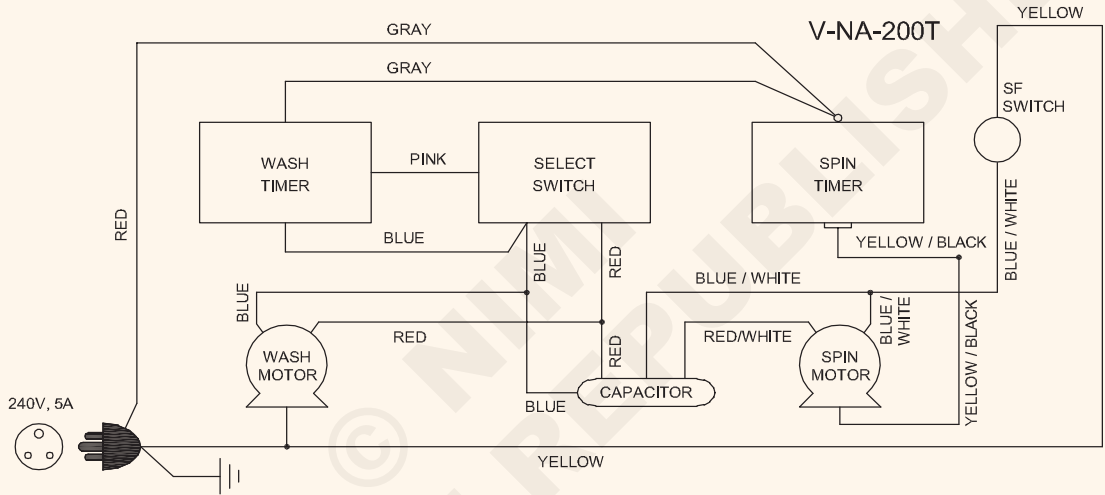 YELLOW
V-NA-200T
GRAY
GRAY
SF
SWITCH
WASH
TIMER
PINK
SELECT
SWITCH
SPIN
TIMER
RED
BLUE
BLUE
RED
YELLOW / BLACK
BLUE / WHITE
BLUE / WHITE
BLUE
RED
RED
RED/WHITE
BLUE /
WHITE
YELLOW / BLACK
WASH
MOTOR
SPIN
MOTOR
CAPACITOR
BLUE
240V, 5A
YELLOW
© NIMI
REPUBLISHE